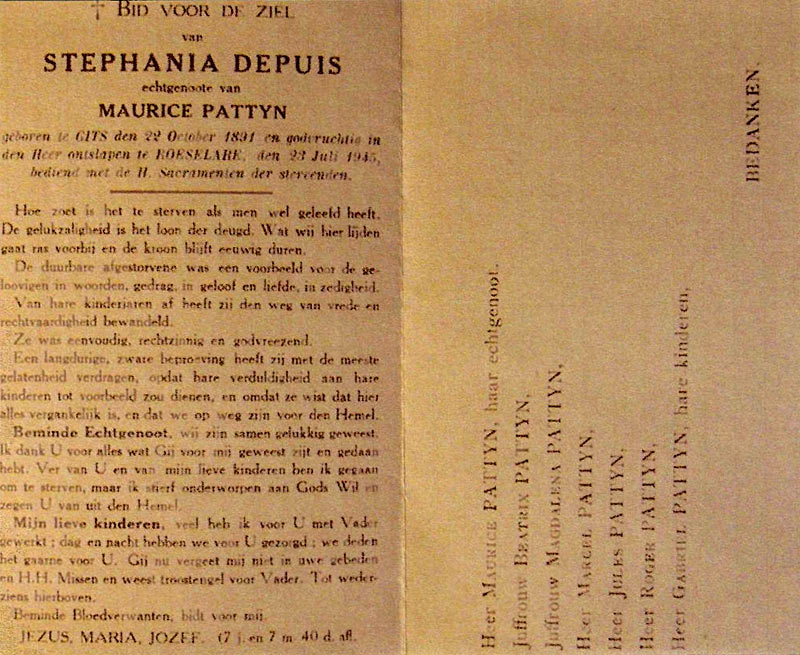 † BID VOOR DE ZIEL
van
STEPHANIA DEPUIS
echtgenoote van
MAURICE PATTYN
geboren te GITS den 22 October 1891 en godvruchtig in
den Heer ontslapen te ROESELARE, den 23 Juli 1945,
bediend met de H. Sacramenten der stervenden.
Hoe zoet is het te sterven als men wel geleefd heeft.
De gelukzaligheid is het loon der deugd. Wat wij hier lijden
gaat ras voorbij en de kroon blijft eeuwig duren.
De duurbare afgestorvene was een voorbeeld voor de ge-
loovigen in woorden, gedrag, in geloof en liefde, in zedigheid.
Van hare kinderjaren af heeft zij den weg van vrede en
rechtvaardigheid bewandeld.
Ze was eenvoudig, rechtzinnig en godvreezend.
Een langdurige, zware beproeving heeft zij met de meeste
gelatenheid verdragen, opdat hare verduldigheid aan hare
kinderen tot voorbeeld zou dienen, en omdat ze wist dat hier
alles vergankelijk is, en dat we op weg zijn voor den Hemel.
Beminde Echtgenoot, wij zijn samen gelukkig geweest.
Ik dank U voor alles wat Gij voor mij geweest zijt en gedaan
hebt. Ver van U en van mijn lieve kinderen ben ik gegaan
om te sterven, maar ik stierf onderworpen aan Gods Wil en
zegen U van uit den Hemel.
Mijn lieve kinderen, veel heb ik voor U met Vader
gewerkt ; dag en nacht hebben we voor U gezorgd ; we deden
het gaarne voor U. Gij nu vergeet mij niet in uwe gebeden
en H.H. Missen en weest troostengel voor Vader. Tot weder-
ziens hierboven.
Beminde Bloedverwanten, bidt voor mij.
JEZUS, MARIA, JOZEF. (7 j. en 7 m 40 d. afl.
Heer MAURICE PATTYN, haar echtgenoot.
Juffrouw BEATRIX PATTYN,
Juffrouw MAGDALENA PATTYN,
Heer MARCEL PATTYN,
Heer JULES PATTYN,
Heer ROGER PATTYN,
Heer GABRIËL PATTYN, hare kinderen,
BEDANKEN.